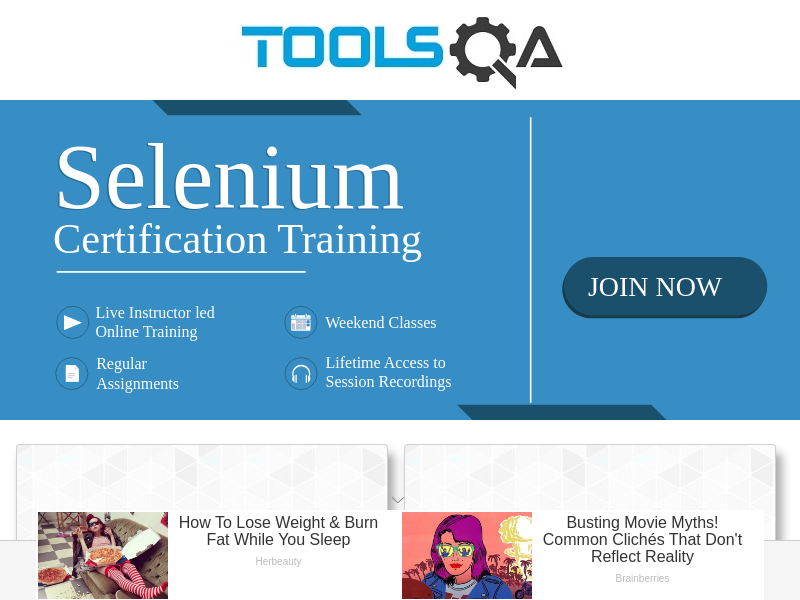 TOOLSQA
Selenium
Certification Training
JOIN NOW
Live Instructor led
Online Training
Weekend Classes
Regular
Assignments
Lifetime Access to
Session Recordings
How To Lose Weight & Burn
Fat While You Sleep
Herbeauty
Busting Movie Myths!
Common Clichés That Don't
Reflect Reality
Brainberries